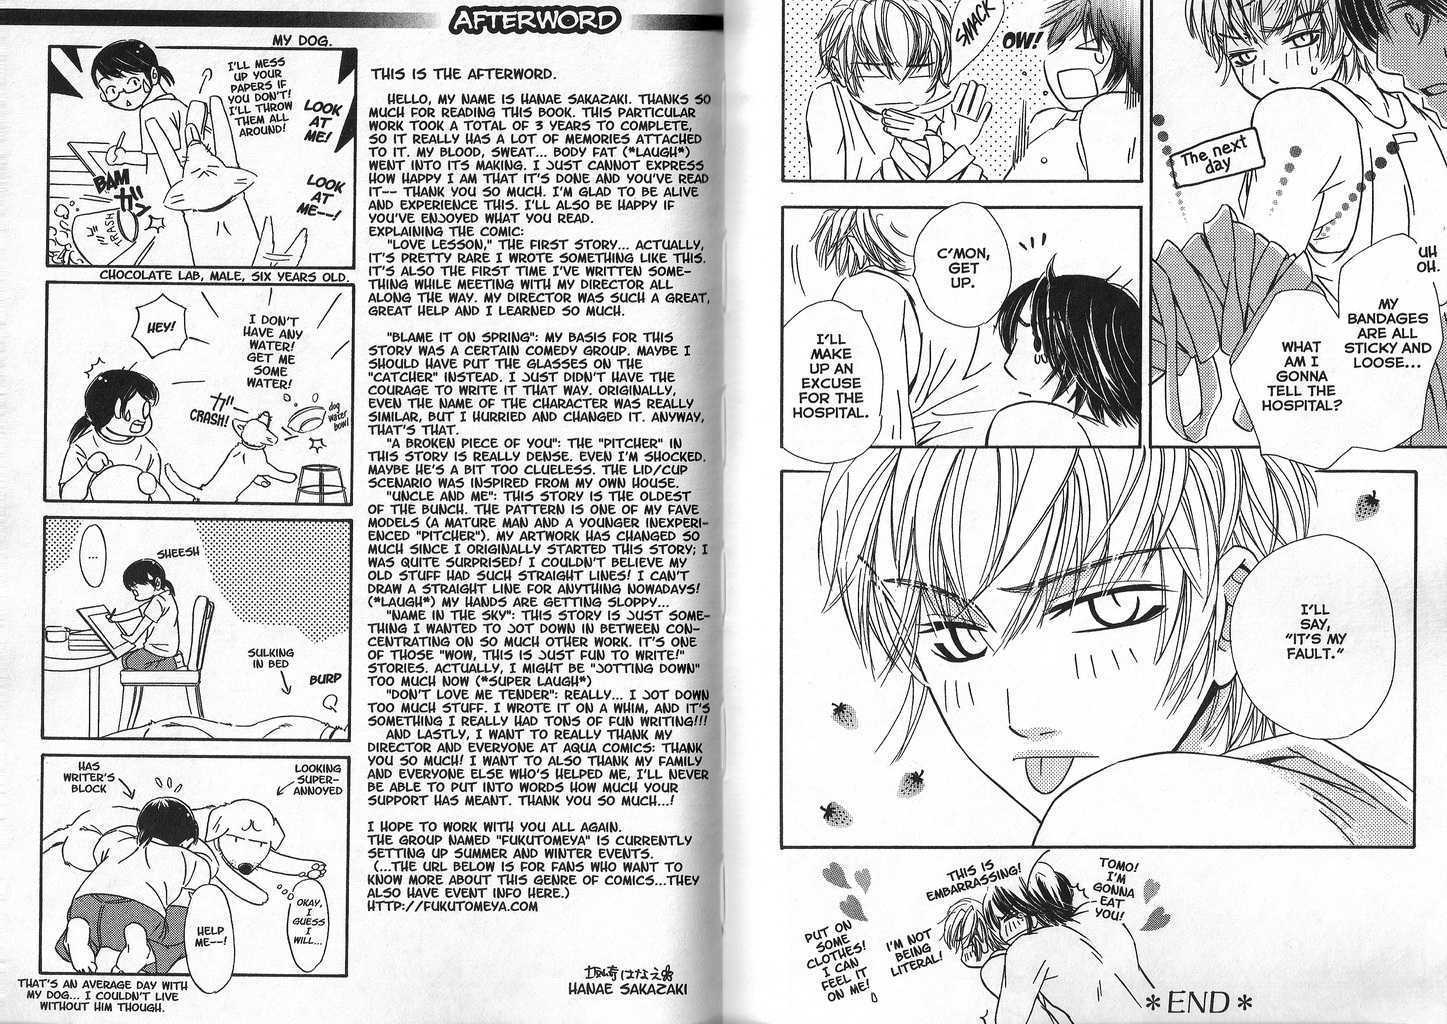 AFTERWORD
MY DOG.
I'LL MESS
UP YOUR
PAPERS IF
YOU DON'T!
I'LL THROW
THEM ALL
AROUND!
LOOK
AT
ME!
LOOK
AT
ME--!
BAM
ガン
TRASH
CHOCOLATE LAB, MALE, SIX YEARS OLD.
HEY!
I DON'T
HAVE ANY
WATER!
GET ME
SOME
WATER!
CRASH!
dog
water
bowl
...
SHEESH
SULKING
IN BED
BURP
HAS
WRITER'S
BLOCK
LOOKING
SUPER-
ANNOYED
OKAY,
I
GUESS
I
WILL...
HELP
ME--!
THAT'S AN AVERAGE DAY WITH
MY DOG... I COULDN'T LIVE
WITHOUT HIM THOUGH.
THIS IS THE AFTERWORD.
HELLO, MY NAME IS HANAE SAKAZAKI. THANKS SO
MUCH FOR READING THIS BOOK. THIS PARTICULAR
WORK TOOK A TOTAL OF 3 YEARS TO COMPLETE,
SO IT REALLY HAS A LOT OF MEMORIES ATTACHED
TO IT. MY BLOOD, SWEAT... BODY FAT (*LAUGH*)
WENT INTO ITS MAKING. I JUST CANNOT EXPRESS
HOW HAPPY I AM THAT IT'S DONE AND YOU'VE READ
IT-- THANK YOU SO MUCH. I'M GLAD TO BE ALIVE
AND EXPERIENCE THIS. I'LL ALSO BE HAPPY IF
YOU'VE ENJOYED WHAT YOU READ.
EXPLAINING THE COMIC:
"LOVE LESSON," THE FIRST STORY... ACTUALLY,
IT'S PRETTY RARE I WROTE SOMETHING LIKE THIS.
IT'S ALSO THE FIRST TIME I'VE WRITTEN SOME-
THING WHILE MEETING WITH MY DIRECTOR ALL
ALONG THE WAY. MY DIRECTOR WAS SUCH A GREAT,
GREAT HELP AND I LEARNED SO MUCH.
"BLAME IT ON SPRING": MY BASIS FOR THIS
STORY WAS A CERTAIN COMEDY GROUP. MAYBE I
SHOULD HAVE PUT THE GLASSES ON THE
"CATCHER" INSTEAD. I JUST DIDN'T HAVE THE
COURAGE TO WRITE IT THAT WAY. ORIGINALLY,
EVEN THE NAME OF THE CHARACTER WAS REALLY
SIMILAR, BUT I HURRIED AND CHANGED IT. ANYWAY,
THAT'S THAT.
"A BROKEN PIECE OF YOU": THE "PITCHER" IN
THIS STORY IS REALLY DENSE. EVEN I'M SHOCKED.
MAYBE HE'S A BIT TOO CLUELESS. THE LID/CUP
SCENARIO WAS INSPIRED FROM MY OWN HOUSE.
"UNCLE AND ME": THIS STORY IS THE OLDEST
OF THE BUNCH. THE PATTERN IS ONE OF MY FAVE
MODELS (A MATURE MAN AND A YOUNGER INEXPERI-
ENCED "PITCHER"). MY ARTWORK HAS CHANGED SO
MUCH SINCE I ORIGINALLY STARTED THIS STORY; I
WAS QUITE SURPRISED! I COULDN'T BELIEVE MY
OLD STUFF HAD SUCH STRAIGHT LINES! I CAN'T
DRAW A STRAIGHT LINE FOR ANYTHING NOWADAYS!
(*LAUGH*) MY HANDS ARE GETTING SLOPPY...
"NAME IN THE SKY": THIS STORY IS JUST SOME-
THING I WANTED TO JOT DOWN IN BETWEEN CON-
CENTRATING ON SO MUCH OTHER WORK. IT'S ONE
OF THOSE "WOW, THIS IS JUST FUN TO WRITE!"
STORIES. ACTUALLY, I MIGHT BE "JOTTING DOWN"
TOO MUCH NOW (*SUPER LAUGH*)
"DON'T LOVE ME TENDER": REALLY... I JOT DOWN
TOO MUCH STUFF. I WROTE IT ON A WHIM, AND IT'S
SOMETHING I REALLY HAD TONS OF FUN WRITING!!!
AND LASTLY, I WANT TO REALLY THANK MY
DIRECTOR AND EVERYONE AT AQUA COMICS: THANK
YOU SO MUCH! I WANT TO ALSO THANK MY FAMILY
AND EVERYONE ELSE WHO'S HELPED ME, I'LL NEVER
BE ABLE TO PUT INTO WORDS HOW MUCH YOUR
SUPPORT HAS MEANT. THANK YOU SO MUCH...!
I HOPE TO WORK WITH YOU ALL AGAIN.
THE GROUP NAMED "FUKUTOMEYA" IS CURRENTLY
SETTING UP SUMMER AND WINTER EVENTS.
(...THE URL BELOW IS FOR FANS WHO WANT TO
KNOW MORE ABOUT THIS GENRE OF COMICS...THEY
ALSO HAVE EVENT INFO HERE.)
HTTP://FUKUTOMEYA.COM
坂崎はなえ
HANAE SAKAZAKI
SMACK
OW!
The next
day
UH
OH.
MY
BANDAGES
ARE ALL
STICKY AND
LOOSE...
WHAT
AM I
GONNA
TELL THE
HOSPITAL?
C'MON,
GET
UP.
I'LL
MAKE
UP AN
EXCUSE
FOR THE
HOSPITAL.
I'LL
SAY,
"IT'S MY
FAULT."
TOMO!
I'M
GONNA
EAT
YOU!
THIS IS
EMBARRASSING!
I'M NOT
BEING
LITERAL!
PUT ON
SOME
CLOTHES!
I CAN
FEEL IT
ON ME!
*END*